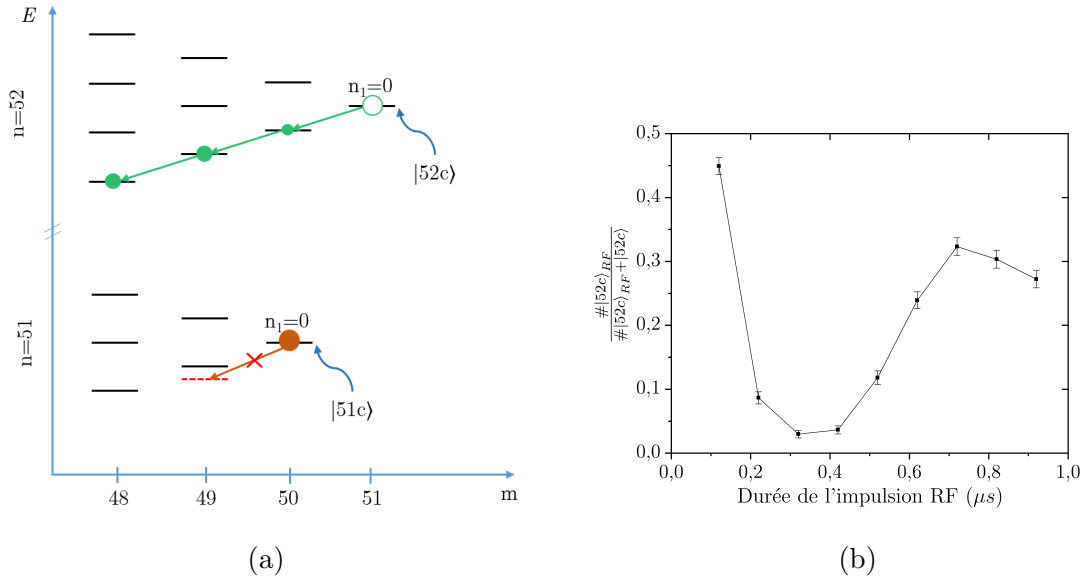 E
n=52
n₁=0
|52c⟩
n=51
n₁=0
|51c⟩
48 49 50 51 m
(a)
0,5
0,4
0,3
0,2
0,1
0,0
#|52c⟩RF
#|52c⟩RF+|52c⟩
0,0 0,2 0,4 0,6 0,8 1,0
Durée de l'impulsion RF (μs)
(b)